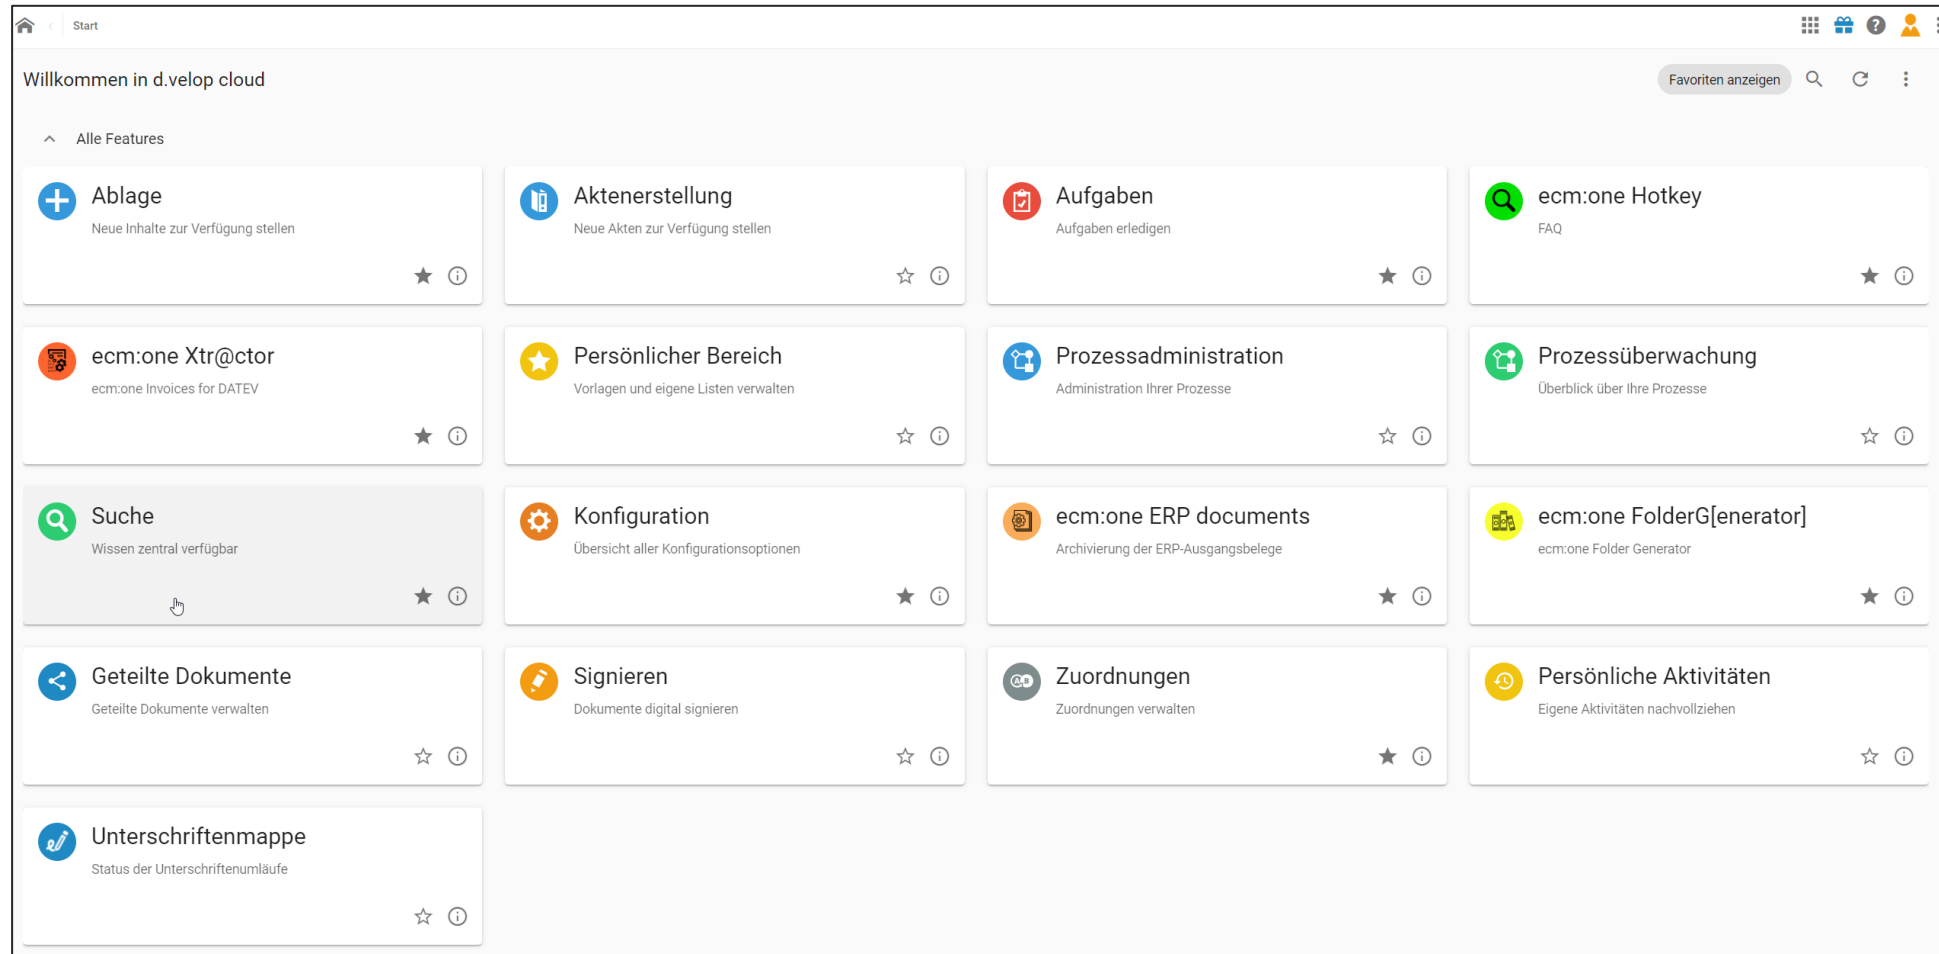 Start
Willkommen in d.velop cloud
Favoriten anzeigen
Alle Features
Ablage
Neue Inhalte zur Verfügung stellen
Aktenerstellung
Neue Akten zur Verfügung stellen
Aufgaben
Aufgaben erledigen
ecm:one Hotkey
FAQ
ecm:one Xtr@ctor
ecm:one Invoices for DATEV
Persönlicher Bereich
Vorlagen und eigene Listen verwalten
Prozessadministration
Administration Ihrer Prozesse
Prozessüberwachung
Überblick über Ihre Prozesse
Suche
Wissen zentral verfügbar
Konfiguration
Übersicht aller Konfigurationsoptionen
ecm:one ERP documents
Archivierung der ERP-Ausgangsbelege
ecm:one FolderG[enerator]
ecm:one Folder Generator
Geteilte Dokumente
Geteilte Dokumente verwalten
Signieren
Dokumente digital signieren
Zuordnungen
Zuordnungen verwalten
Persönliche Aktivitäten
Eigene Aktivitäten nachvollziehen
Unterschriftenmappe
Status der Unterschriftenumläufe